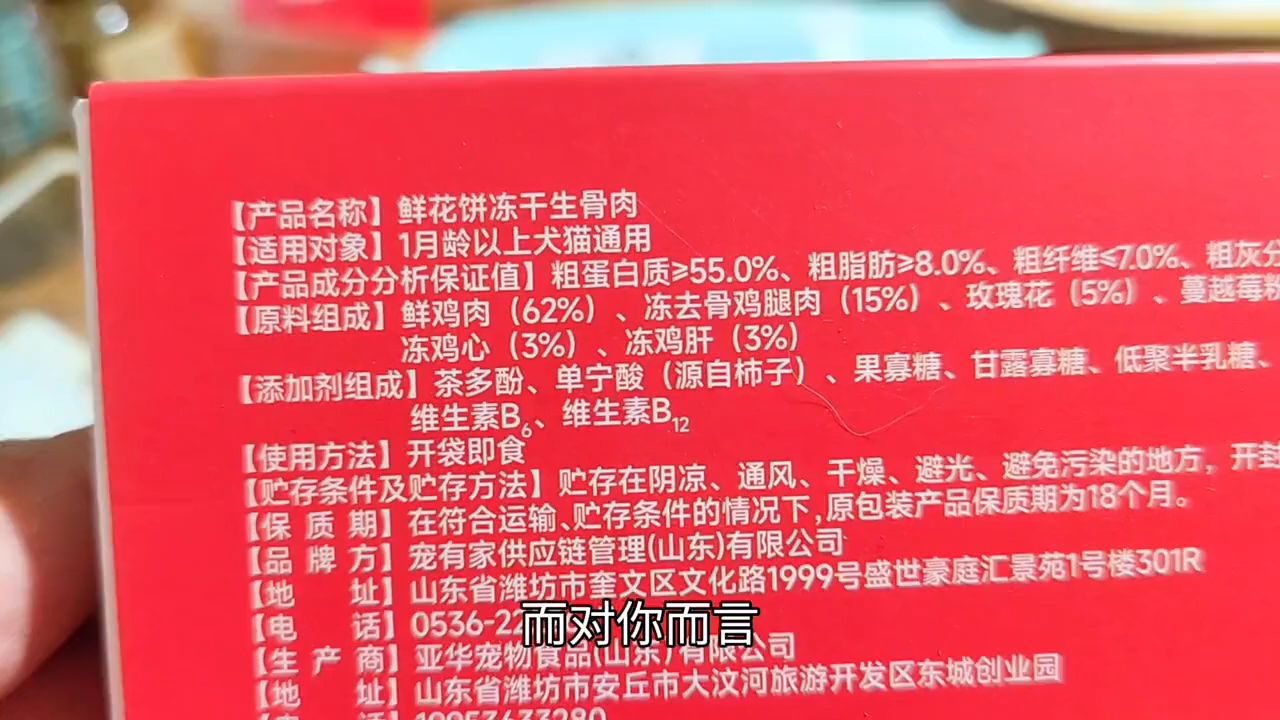 【产品名称】鲜花饼冻干生骨肉
【适用对象】1月龄以上犬猫通用
【产品成分分析保证值】粗蛋白质≥55.0%、粗脂肪≥8.0%、粗纤维≤7.0%、粗灰分
【原料组成】鲜鸡肉(62%)、冻去骨鸡腿肉(15%)、玫瑰花(5%)、蔓越莓粉
冻鸡心(3%)、冻鸡肝(3%)
【添加剂组成】茶多酚、单宁酸(源自柿子)、果寡糖、甘露寡糖、低聚半乳糖、
维生素B6、维生素B12
【使用方法】开袋即食
【贮存条件及贮存方法】贮存在阴凉、通风、干燥、避光、避免污染的地方，开封
【保质期】在符合运输、贮存条件的情况下,原包装产品保质期为18个月。
【品牌方】宠有家供应链管理(山东)有限公司
【地址】山东省潍坊市奎文区文化路1999号盛世豪庭汇景苑1号楼301R
【电话】0536-22
而对你而言
【生产商】亚华宠物食品(山东)有限公司
【地址】山东省潍坊市安丘市大汶河旅游开发区东城创业园
【电话】19953633280